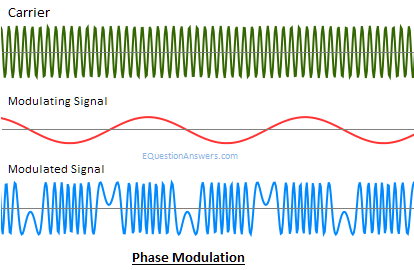 Carrier
Modulating Signal
EQuestionAnswers.com
Modulated Signal
Phase Modulation